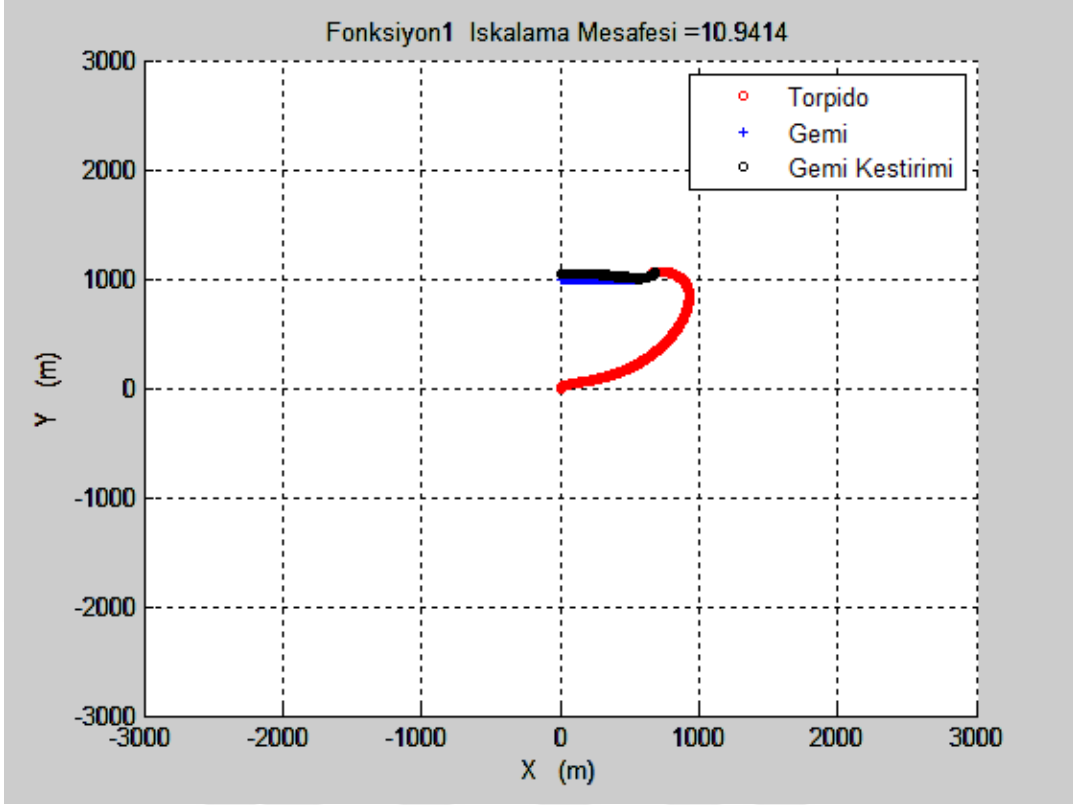 Fonksiyon1 Iskalama Mesafesi =10.9414
3000
2000
1000
0
-1000
-2000
-3000
Y (m)
Torpido
Gemi
Gemi Kestirimi
-3000 -2000 -1000 0 1000 2000 3000
X (m)